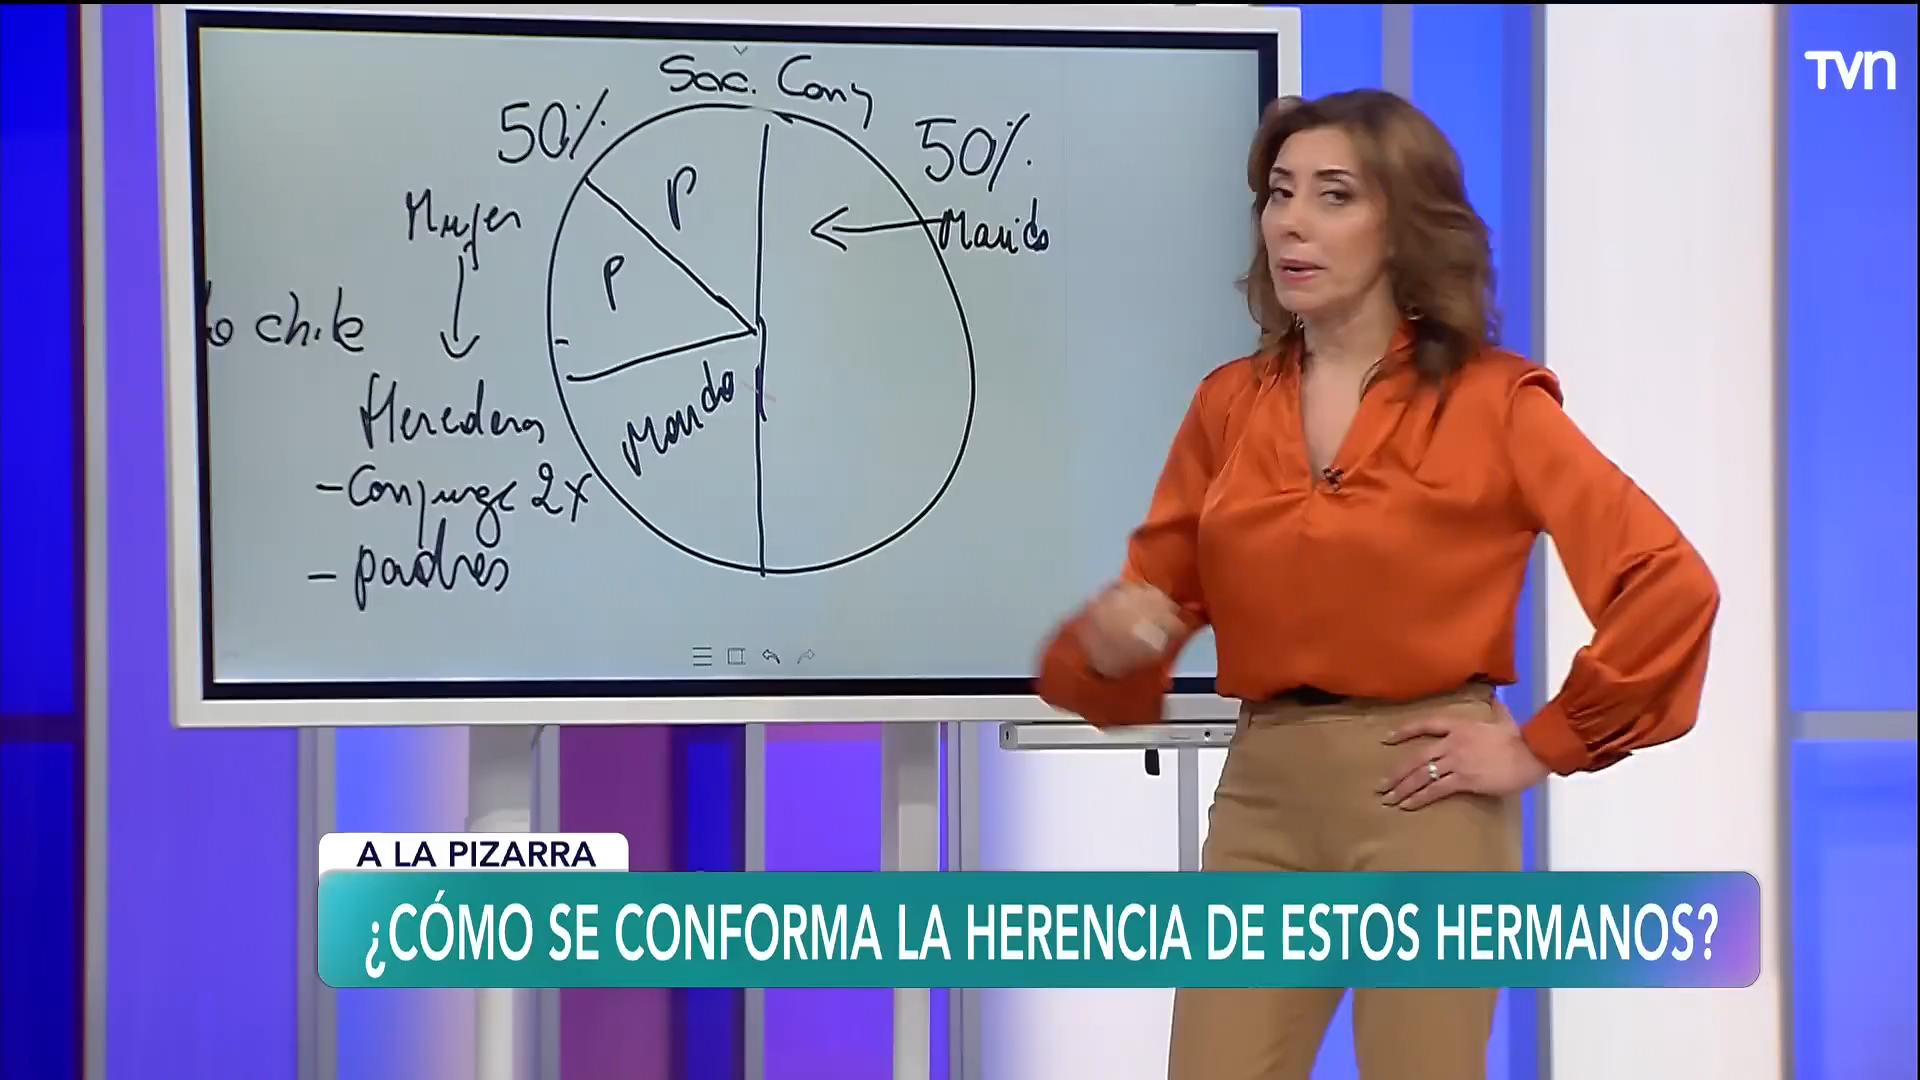 TVN
Soc. Cony
50%
50%
Mujer
P
Marido
P
lo chile
Marido
Herederos
- Conyuge 2x
- padres
A LA PIZARRA
¿CÓMO SE CONFORMA LA HERENCIA DE ESTOS HERMANOS?